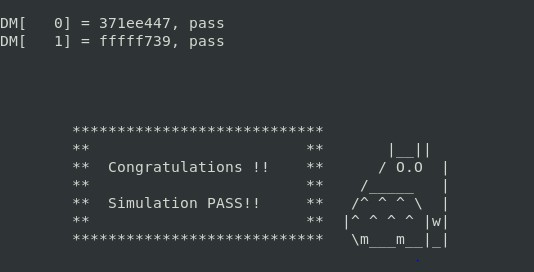 DM[   0] = 371ee447, pass
DM[   1] = fffff739, pass
        ****************************
        **                        **       |__||
        **  Congratulations !!    **      / O.O  |
        **                        **    /_____   |
        **  Simulation PASS!!     **   /^ ^ ^ \  |
        **                        **  |^ ^ ^ ^ |w|
        ****************************   \m___m__|_|